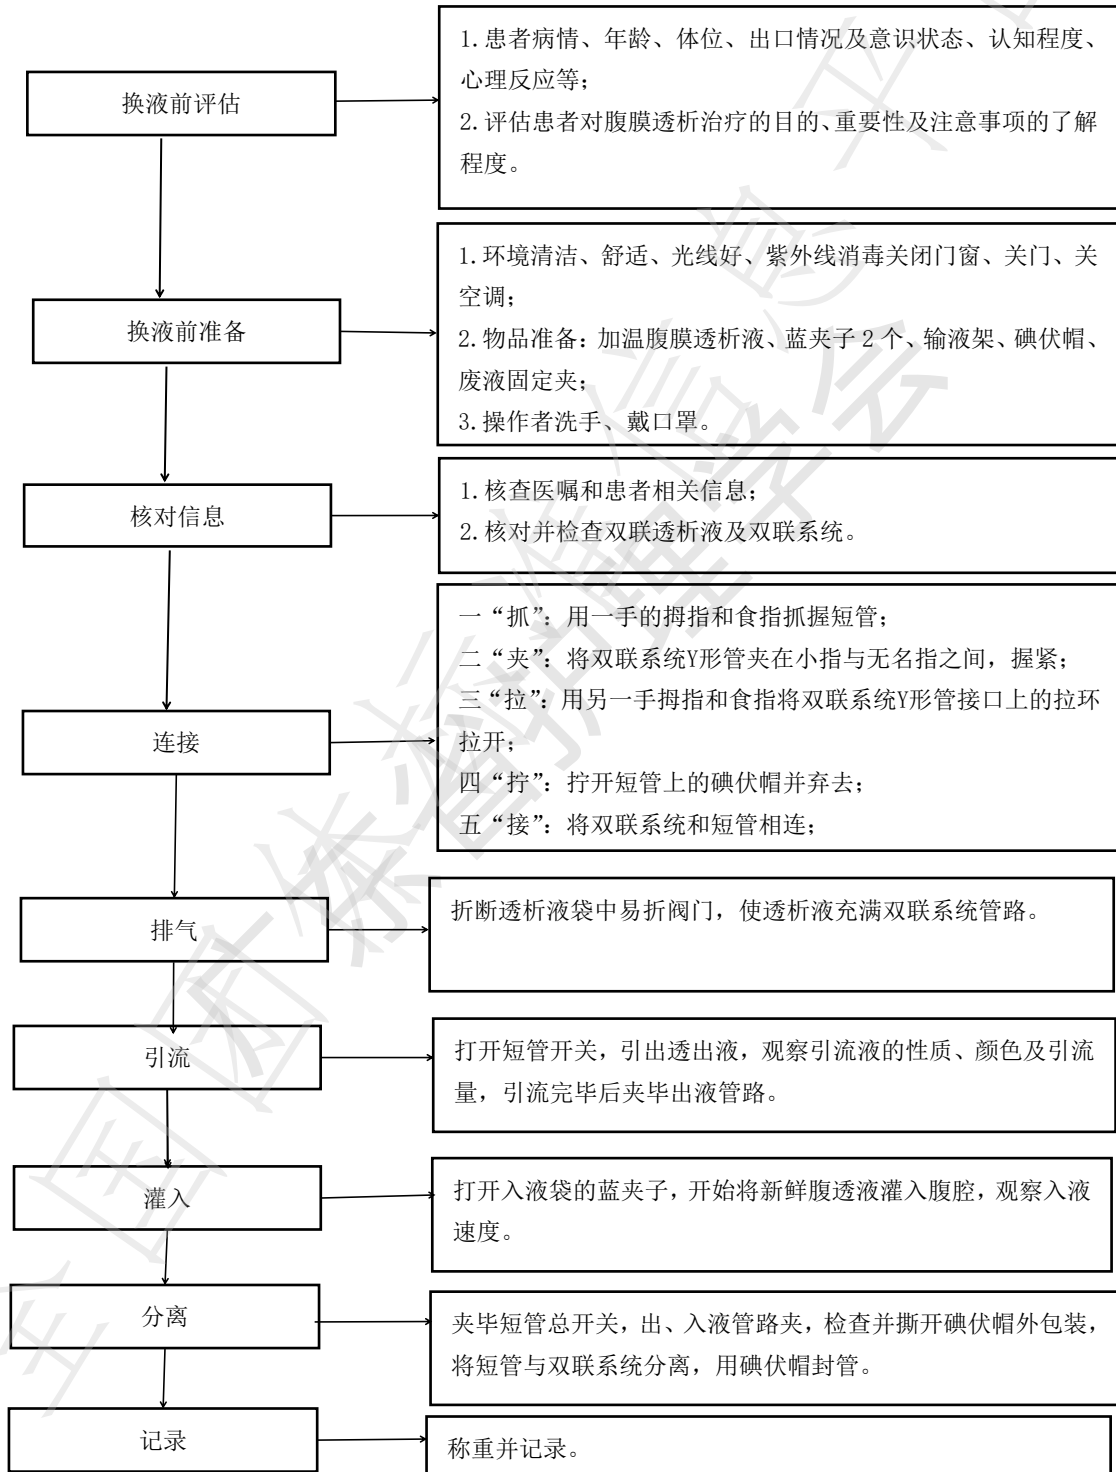 换液前评估
1.患者病情、年龄、体位、出口情况及意识状态、认知程度、
心理反应等；
2.评估患者对腹膜透析治疗的目的、重要性及注意事项的了解
程度。
换液前准备
1.环境清洁、舒适、光线好、紫外线消毒关闭门窗、关门、关
空调；
2.物品准备：加温腹膜透析液、蓝夹子2个、输液架、碘伏帽、
废液固定夹；
3.操作者洗手、戴口罩。
核对信息
1.核查医嘱和患者相关信息；
2.核对并检查双联透析液及双联系统。
连接
一“抓”：用一手的拇指和食指抓握短管；
二“夹”：将双联系统Y形管夹在小指与无名指之间，握紧；
三“拉”：用另一手拇指和食指将双联系统Y形管接口上的拉环
拉开；
四“拧”：拧开短管上的碘伏帽并弃去；
五“接”：将双联系统和短管相连；
排气
折断透析液袋中易折阀门，使透析液充满双联系统管路。
引流
打开短管开关，引出透出液，观察引流液的性质、颜色及引流
量，引流完毕后夹毕出液管路。
灌入
打开入液袋的蓝夹子，开始将新鲜腹透液灌入腹腔，观察入液
速度。
分离
夹毕短管总开关，出、入液管路夹，检查并撕开碘伏帽外包装，
将短管与双联系统分离，用碘伏帽封管。
记录
称重并记录。
广东省护理学会
全国团体标准信息平